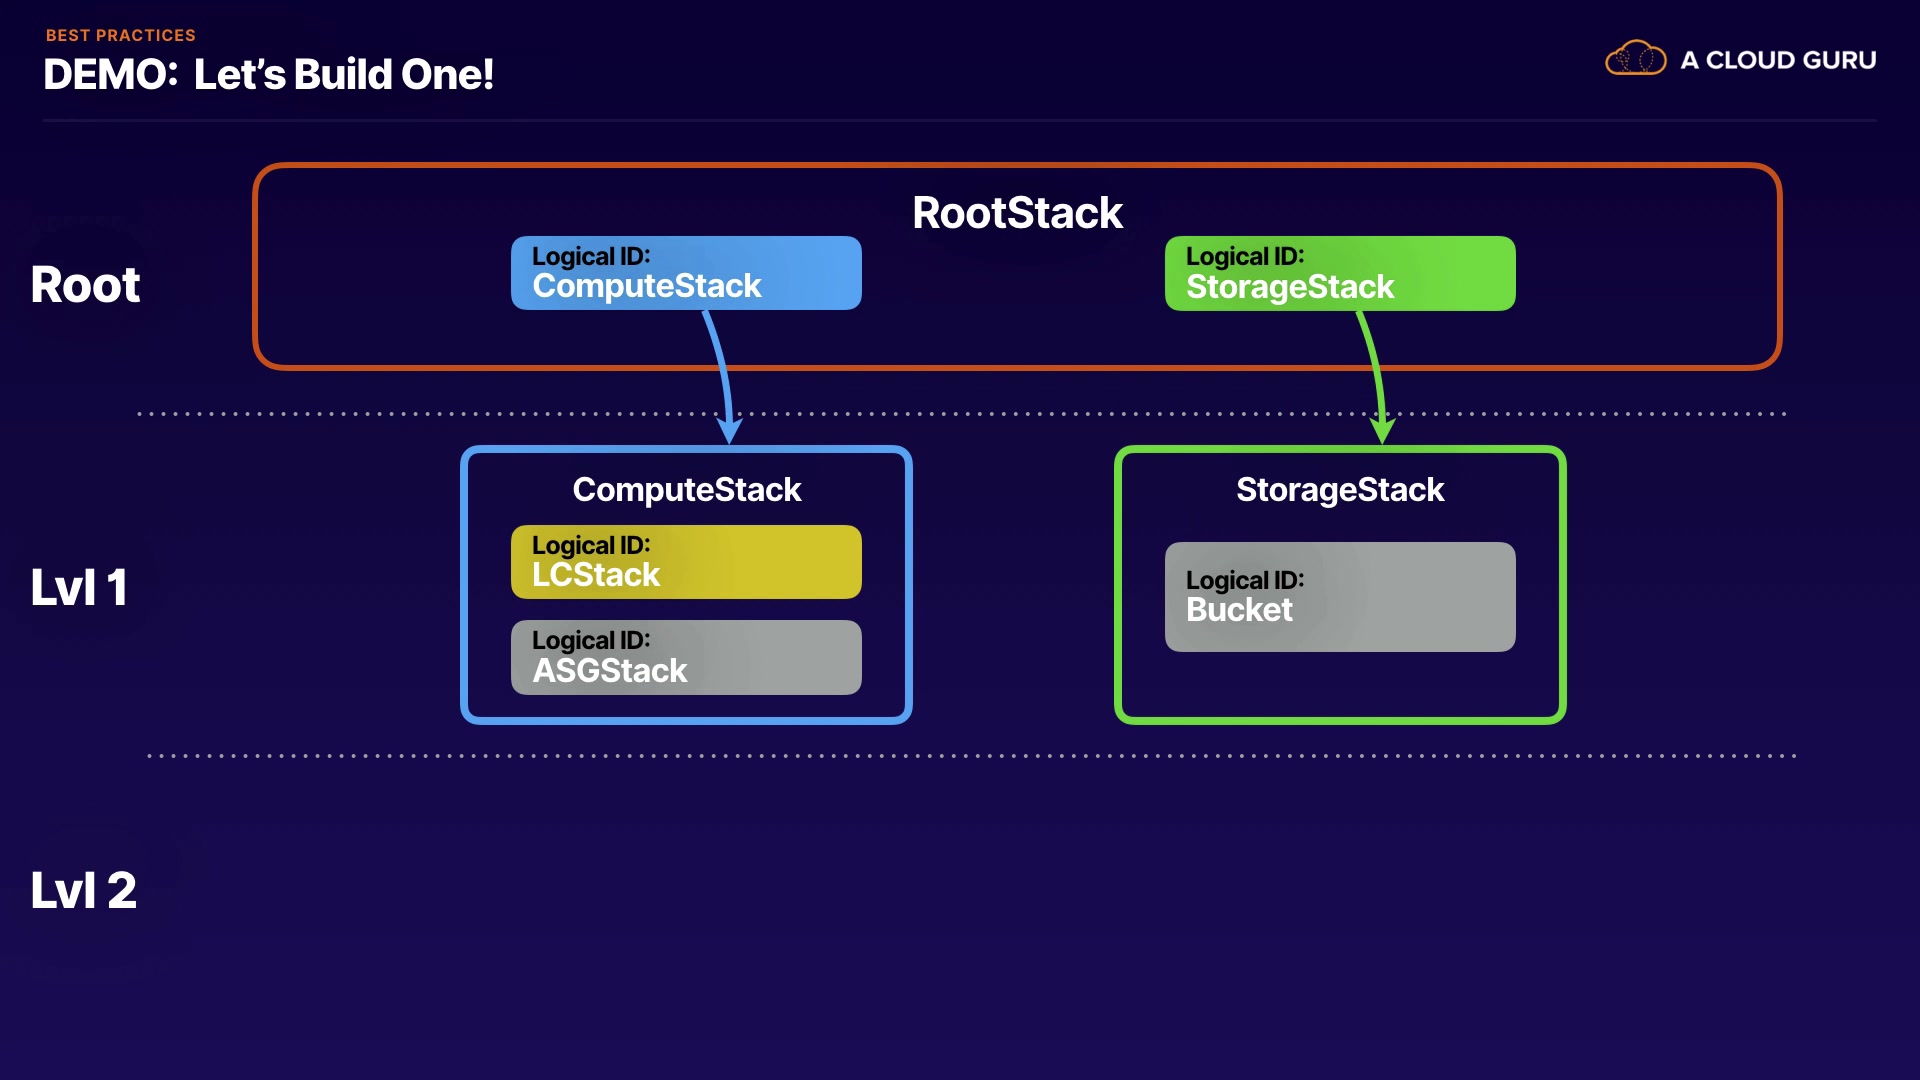 BEST PRACTICES
DEMO: Let's Build One!
A CLOUD GURU
Root
RootStack
Logical ID:
ComputeStack
Logical ID:
StorageStack
Lvl 1
ComputeStack
Logical ID:
LCStack
Logical ID:
ASGStack
StorageStack
Logical ID:
Bucket
Lvl 2